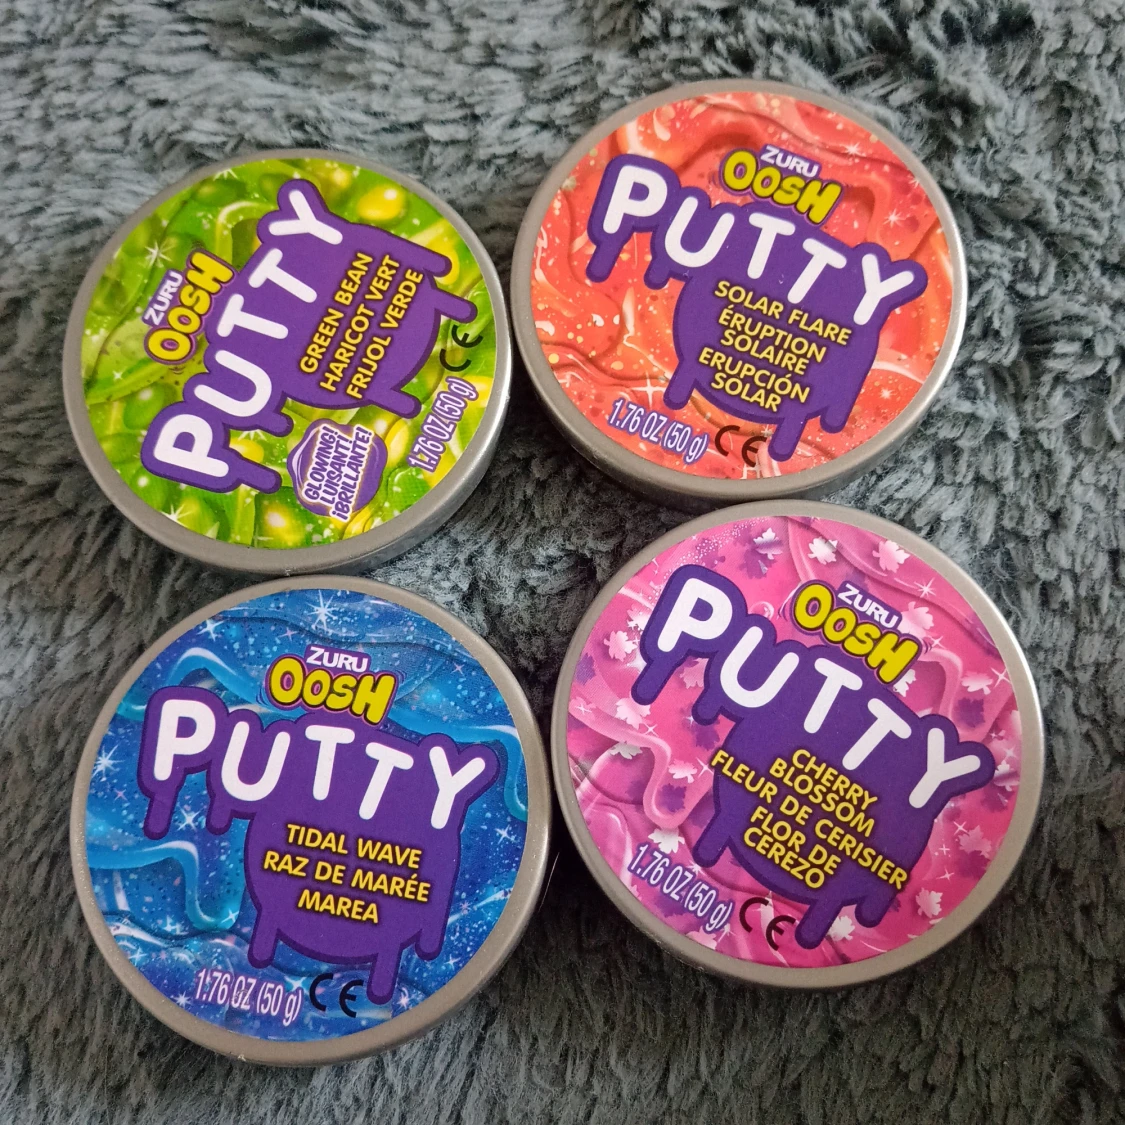 ZURU
OOSH
PUTTY
GREEN BEAN
HARICOT VERT
FRIJOL VERDE
GLOWING!
LUISANT!
¡BRILLANTE!
1.76 OZ (50 g)
CE
ZURU
OOSH
PUTTY
SOLAR FLARE
ÉRUPTION
SOLAIRE
ERUPCIÓN
SOLAR
1.76 OZ (50 g)
CE
ZURU
OOSH
PUTTY
TIDAL WAVE
RAZ DE MARÉE
MAREA
1.76 OZ (50 g)
CE
ZURU
OOSH
PUTTY
CHERRY
BLOSSOM
FLEUR DE CERISIER
FLOR DE
CEREZO
1.76 OZ (50 g)
CE